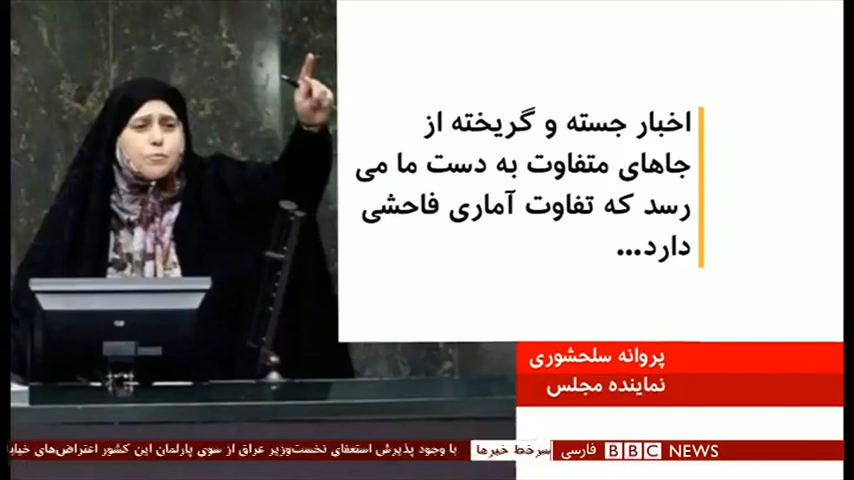 اخبار جسته و گریخته از
جاهای متفاوت به دست ما می
رسد که تفاوت آماری فاحشی
دارد...
پروانه سلحشوری
نماینده مجلس
BBC NEWS فارسی
سرخط خبرها
با وجود پذیرش استعفای نخست‌وزیر عراق از سوی پارلمان این کشور اعتراض‌های